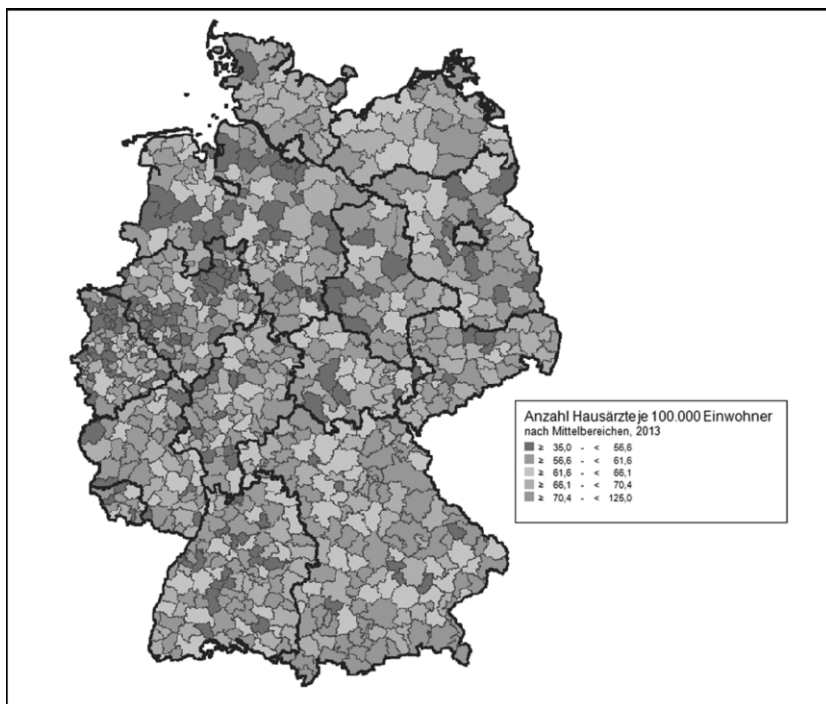 Anzahl Hausärzte je 100.000 Einwohner
nach Mittelbereichen, 2013
≥ 35,0 - < 56,6
≥ 56,6 - < 61,6
≥ 61,6 - < 66,1
≥ 66,1 - < 70,4
≥ 70,4 - < 125,0